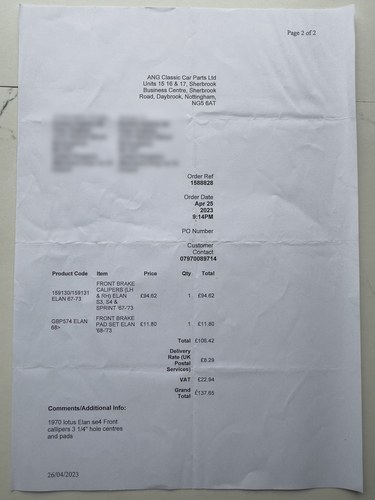 Page 2 of 2
ANG Classic Car Parts Ltd
Units 15 16 & 17, Sherbrook
Business Centre, Sherbrook
Road, Daybrook, Nottingham,
NG5 6AT
Order Ref
1588828
Order Date
Apr 25
2023
9:14PM
PO Number
Customer
Contact
07970089714
Product Code Item Price Qty Total
159130/159131 ELAN 67-73 FRONT BRAKE CALIPERS (LH & RH) ELAN S3, S4 & SPRINT '67-73 £94.62 1 £94.62
GBP574 ELAN 68> FRONT BRAKE PAD SET ELAN '68-'73 £11.80 1 £11.80
Total £106.42
Delivery
Rate (UK £8.29
Postal
Services)
VAT £22.94
Grand
Total £137.65
Comments/Additional Info:
1970 lotus Elan se4 Front
callipers 3 1/4" hole centres
and pads
26/04/2023